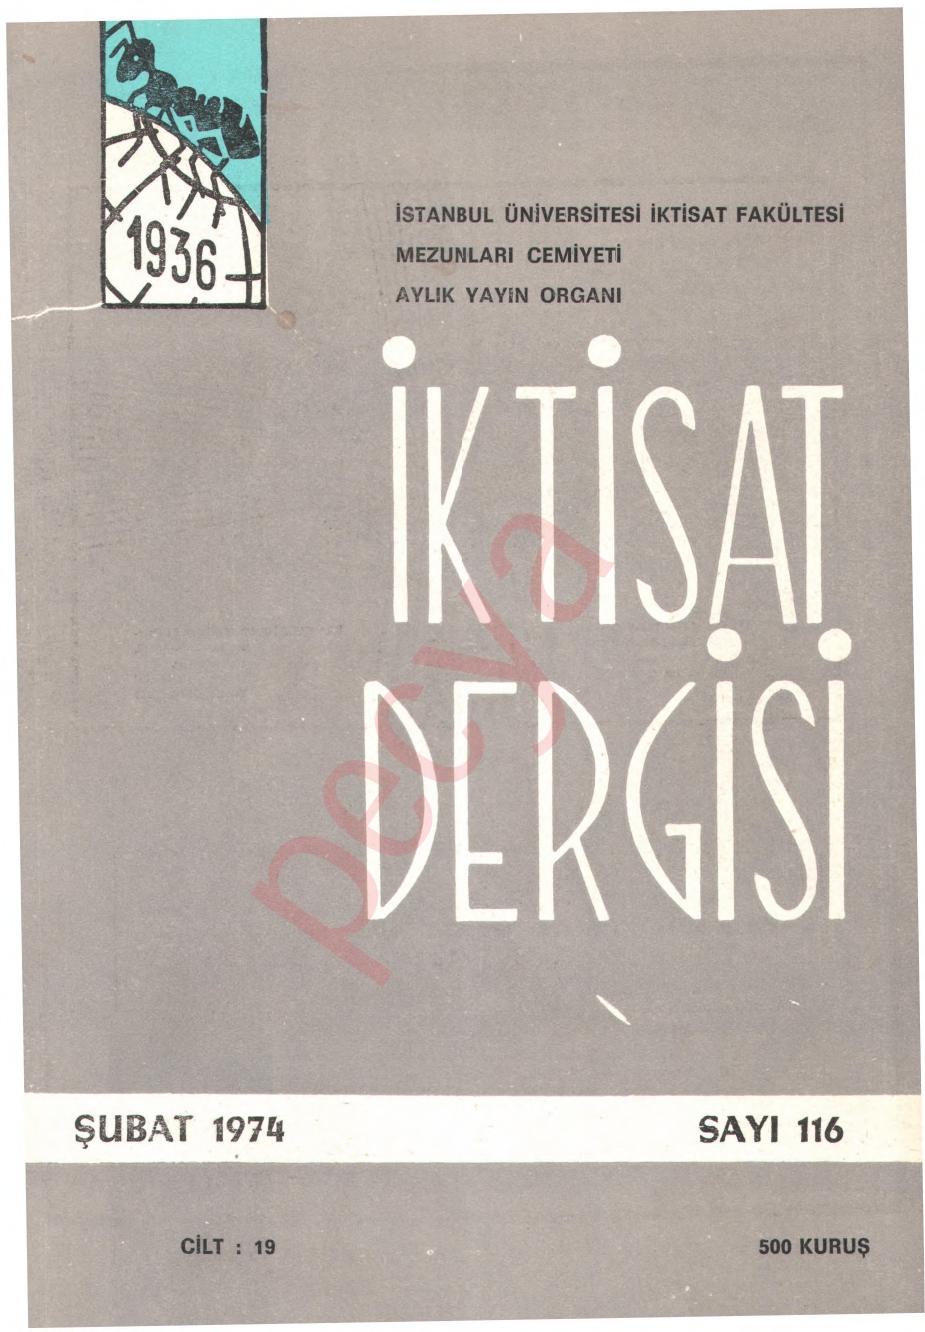 1936
İSTANBUL ÜNİVERSİTESİ İKTİSAT FAKÜLTESİ
MEZUNLARI CEMİYETİ
AYLIK YAYIN ORGANI
İKTİSAT
DERGİSİ
pecya
ŞUBAT 1974 SAYI 116
CİLT : 19 500 KURUŞ